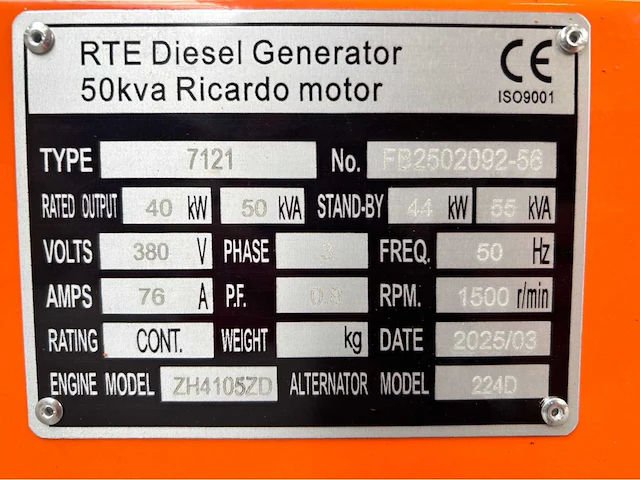 RTE Diesel Generator
50kva Ricardo motor
CE
ISO9001
TYPE 7121 No. FB2502092-56
RATED OUTPUT 40 kW 50 kVA STAND-BY 44 kW 55 kVA
VOLTS 380 V PHASE 3 FREQ. 50 Hz
AMPS 76 A P.F. 0.8 RPM. 1500 r/min
RATING CONT. WEIGHT kg DATE 2025/03
ENGINE MODEL ZH4105ZD ALTERNATOR MODEL 224D